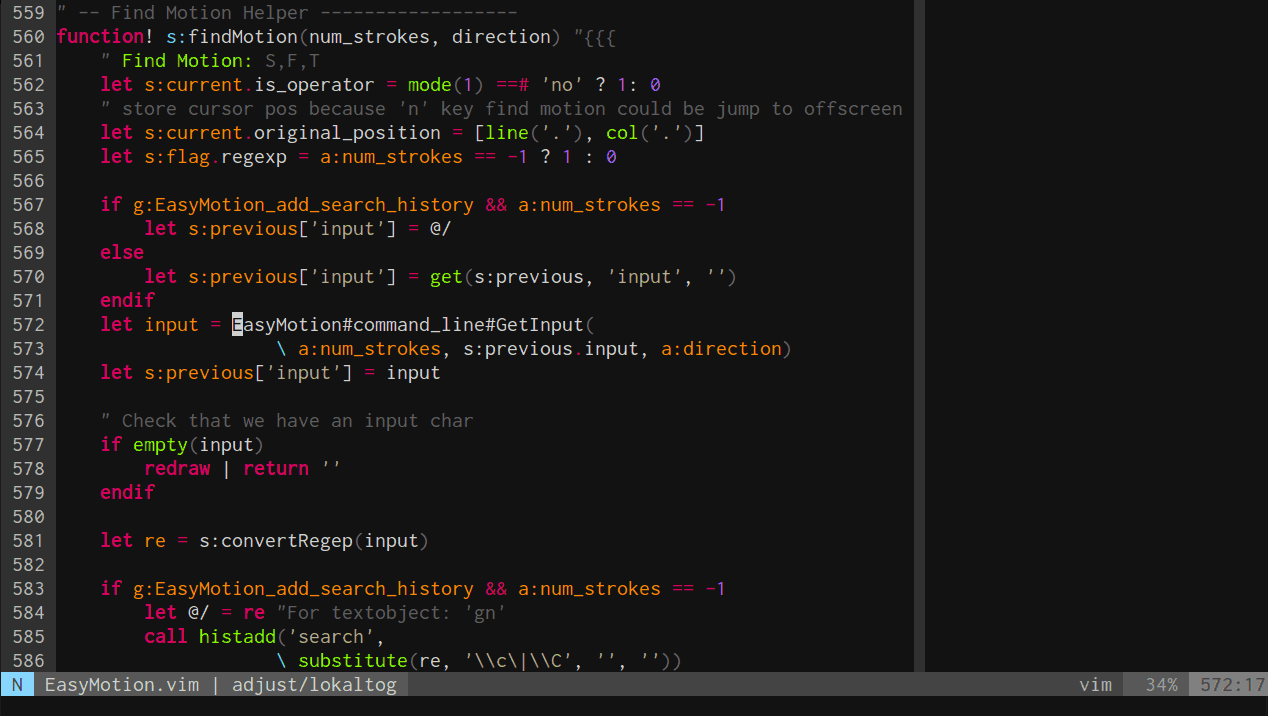 559 " -- Find Motion Helper ------------------
560 function! s:findMotion(num_strokes, direction) "{{{
561     " Find Motion: S,F,T
562     let s:current.is_operator = mode(1) ==# 'no' ? 1: 0
563     " store cursor pos because 'n' key find motion could be jump to offscreen
564     let s:current.original_position = [line('.'), col('.')]
565     let s:flag.regexp = a:num_strokes == -1 ? 1 : 0
566
567     if g:EasyMotion_add_search_history && a:num_strokes == -1
568         let s:previous['input'] = @/
569     else
570         let s:previous['input'] = get(s:previous, 'input', '')
571     endif
572     let input = EasyMotion#command_line#GetInput(
573                     \ a:num_strokes, s:previous.input, a:direction)
574     let s:previous['input'] = input
575
576     " Check that we have an input char
577     if empty(input)
578         redraw | return ''
579     endif
580
581     let re = s:convertRegep(input)
582
583     if g:EasyMotion_add_search_history && a:num_strokes == -1
584         let @/ = re "For textobject: 'gn'
585         call histadd('search',
586                     \ substitute(re, '\\c\|\\C', '', ''))
N EasyMotion.vim | adjust/lokaltog vim 34% 572:17